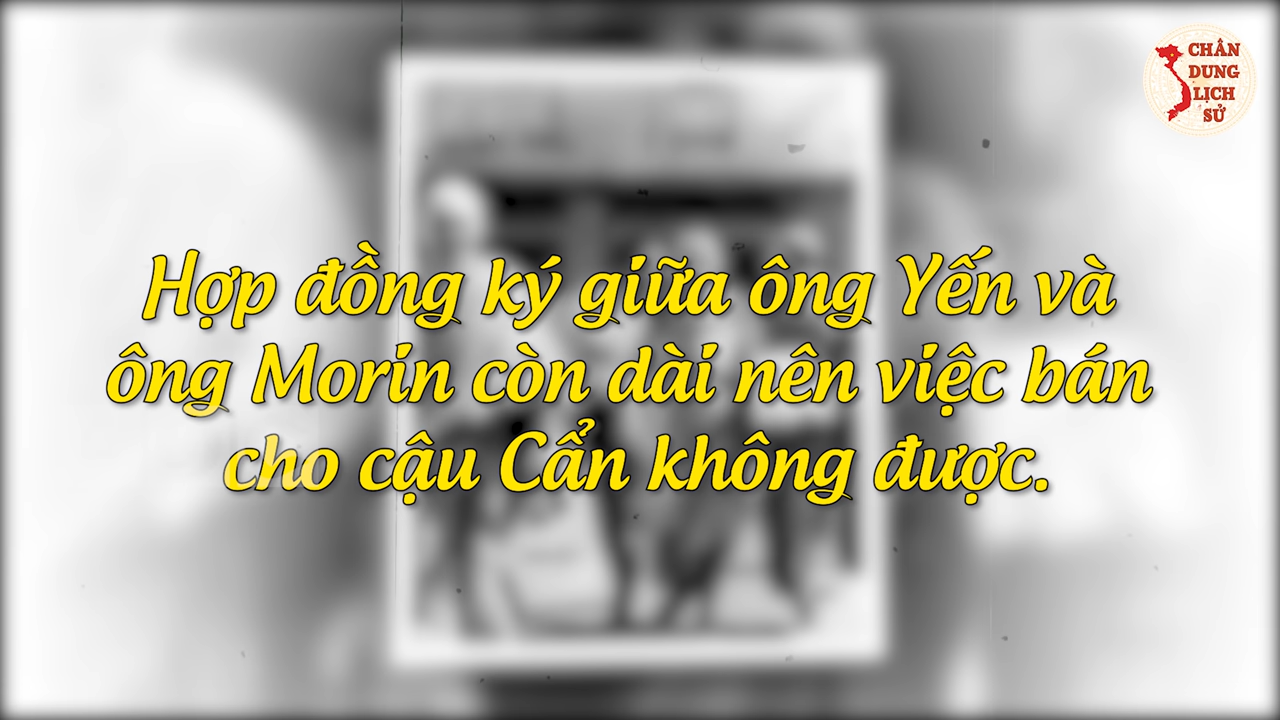 CHÂN
DUNG
LỊCH
SỬ
Hợp đồng ký giữa ông Yến và
ông Morin còn dài nên việc bán
cho cậu Cẩn không được.